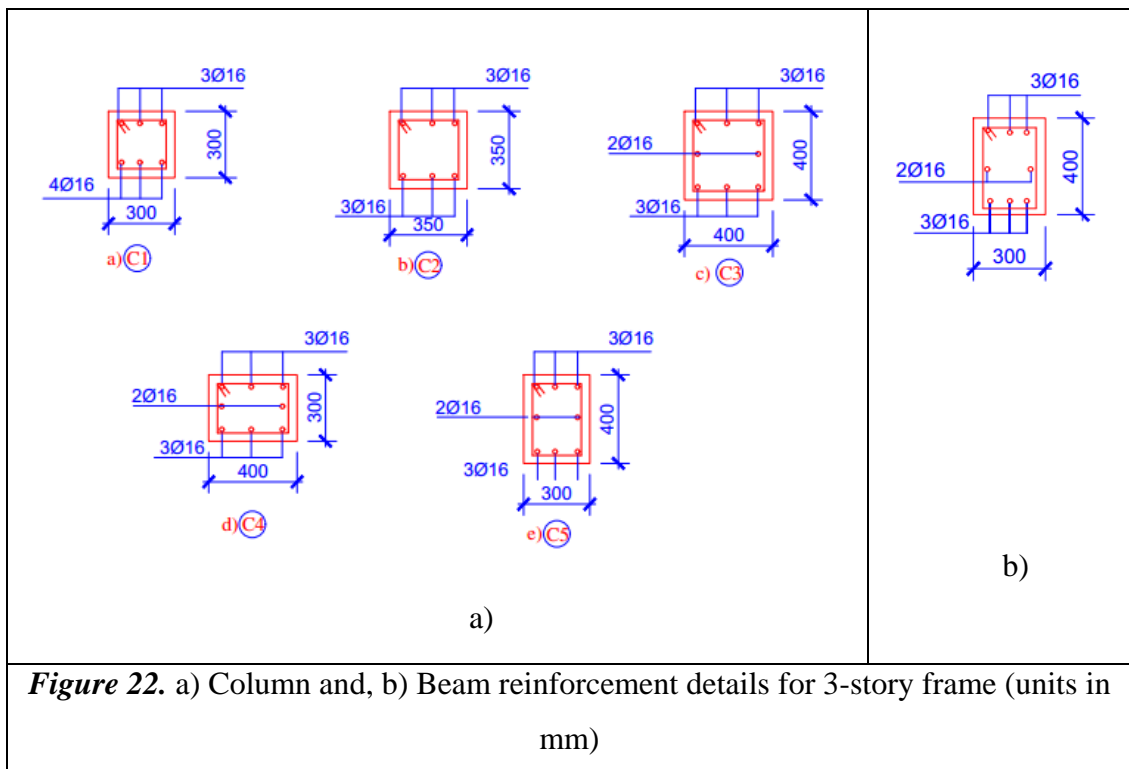 3Ø16
300
4Ø16
300
a) C1
3Ø16
350
3Ø16
350
b) C2
3Ø16
2Ø16
400
3Ø16
400
c) C3
3Ø16
2Ø16
300
3Ø16
400
d) C4
3Ø16
2Ø16
400
3Ø16
300
e) C5
a)
3Ø16
2Ø16
400
3Ø16
300
b)
Figure 22. a) Column and, b) Beam reinforcement details for 3-story frame (units in
mm)